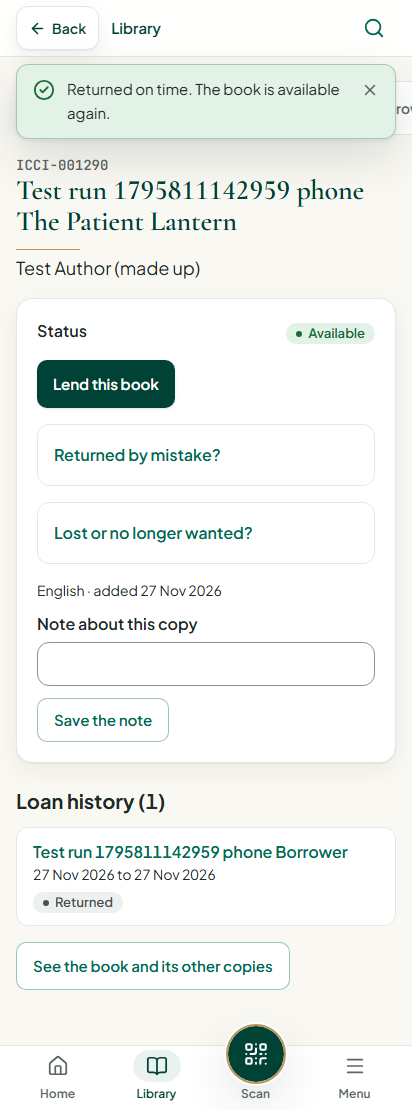 Back Library
Returned on time. The book is available
again.
ICCI-001290
Test run 1795811142959 phone
The Patient Lantern
Test Author (made up)
Status
Available
Lend this book
Returned by mistake?
Lost or no longer wanted?
English · added 27 Nov 2026
Note about this copy
Save the note
Loan history (1)
Test run 1795811142959 phone Borrower
27 Nov 2026 to 27 Nov 2026
Returned
See the book and its other copies
Home Library Scan Menu